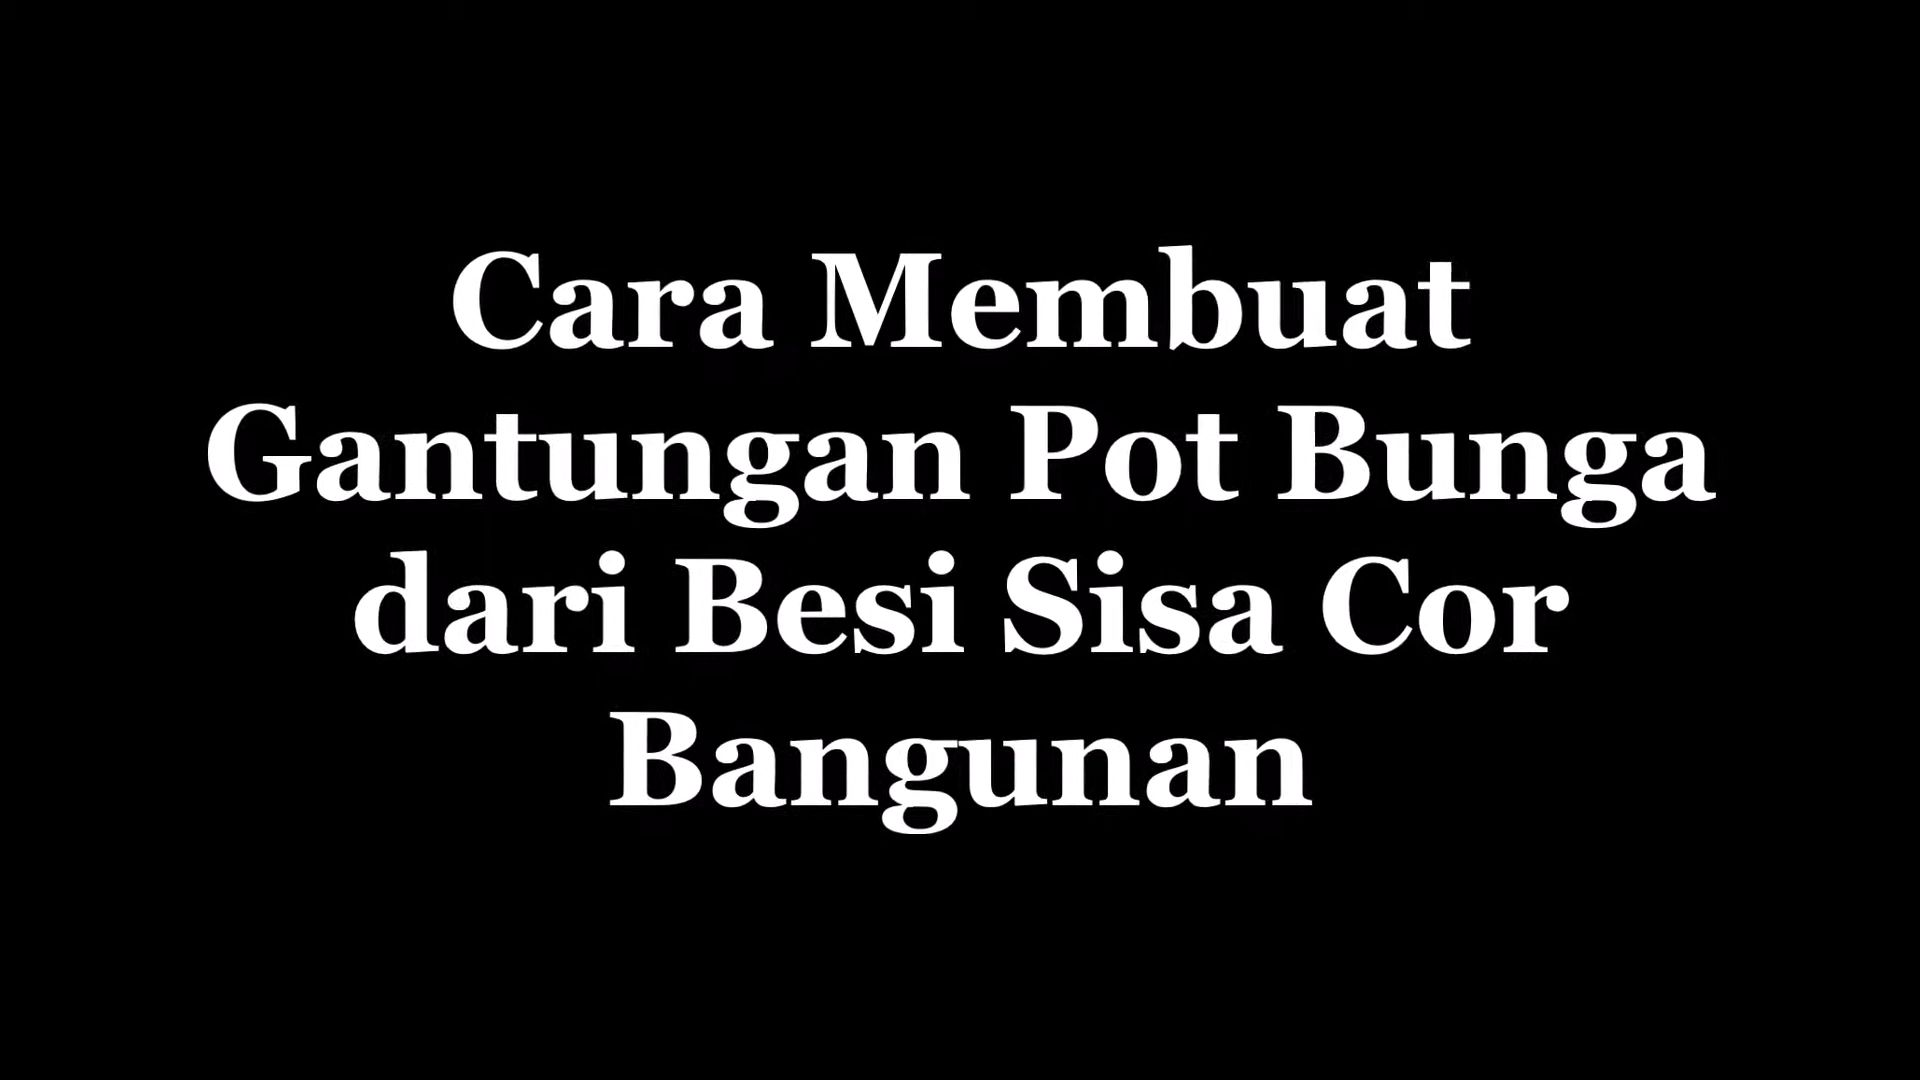 Cara Membuat
Gantungan Pot Bunga
dari Besi Sisa Cor
Bangunan